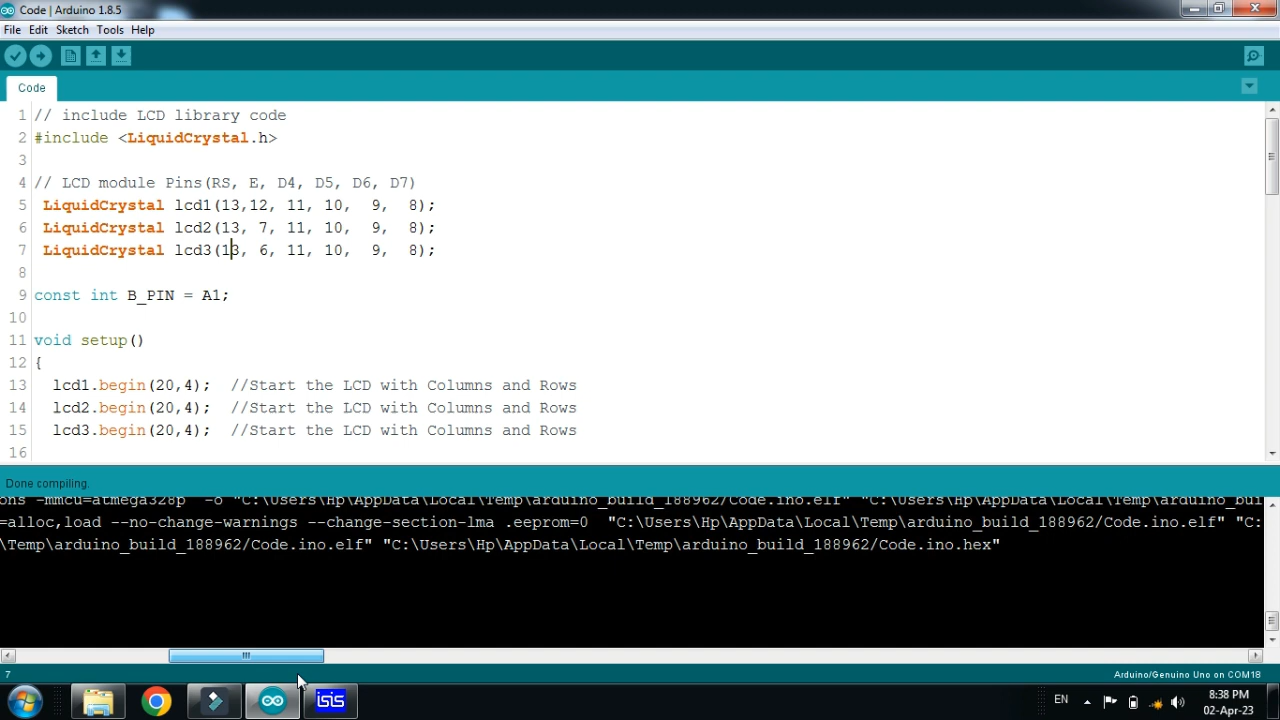 Code | Arduino 1.8.5
File Edit Sketch Tools Help
Code
1 // include LCD library code
2 #include <LiquidCrystal.h>
3
4 // LCD module Pins(RS, E, D4, D5, D6, D7)
5 LiquidCrystal lcd1(13,12, 11, 10,  9,  8);
6 LiquidCrystal lcd2(13, 7, 11, 10,  9,  8);
7 LiquidCrystal lcd3(13, 6, 11, 10,  9,  8);
8
9 const int B_PIN = A1;
10
11 void setup()
12 {
13   lcd1.begin(20,4);  //Start the LCD with Columns and Rows
14   lcd2.begin(20,4);  //Start the LCD with Columns and Rows
15   lcd3.begin(20,4);  //Start the LCD with Columns and Rows
16
Done compiling.
ons -mmcu=atmega328p  -o "C:\Users\Hp\AppData\Local\Temp\arduino_build_188962/Code.ino.elf" "C:\Users\Hp\AppData\Local\Temp\arduino_bui
=alloc,load --no-change-warnings --change-section-lma .eeprom=0  "C:\Users\Hp\AppData\Local\Temp\arduino_build_188962/Code.ino.elf" "C:
\Temp\arduino_build_188962/Code.ino.elf" "C:\Users\Hp\AppData\Local\Temp\arduino_build_188962/Code.ino.hex"
7 Arduino/Genuino Uno on COM18
isis EN 8:38 PM
02-Apr-23